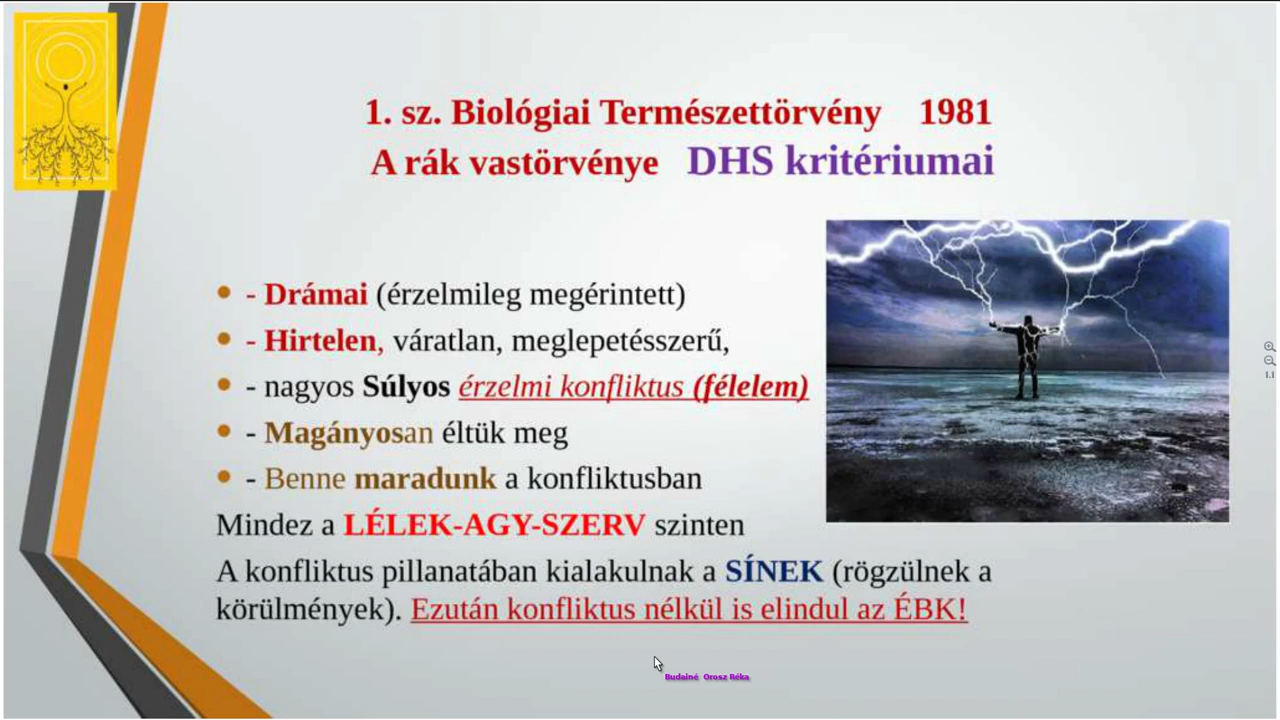 1. sz. Biológiai Természettörvény 1981
A rák vastörvénye DHS kritériumai
- Drámai (érzelmileg megérintett)
- Hirtelen, váratlan, meglepetésszerű,
- nagyos Súlyos érzelmi konfliktus (félelem)
- Magányosan éltük meg
- Benne maradunk a konfliktusban
Mindez a LÉLEK-AGY-SZERV szinten
A konfliktus pillanatában kialakulnak a SÍNEK (rögzülnek a
körülmények). Ezután konfliktus nélkül is elindul az ÉBK!
Budainé Orosz Réka
1:1